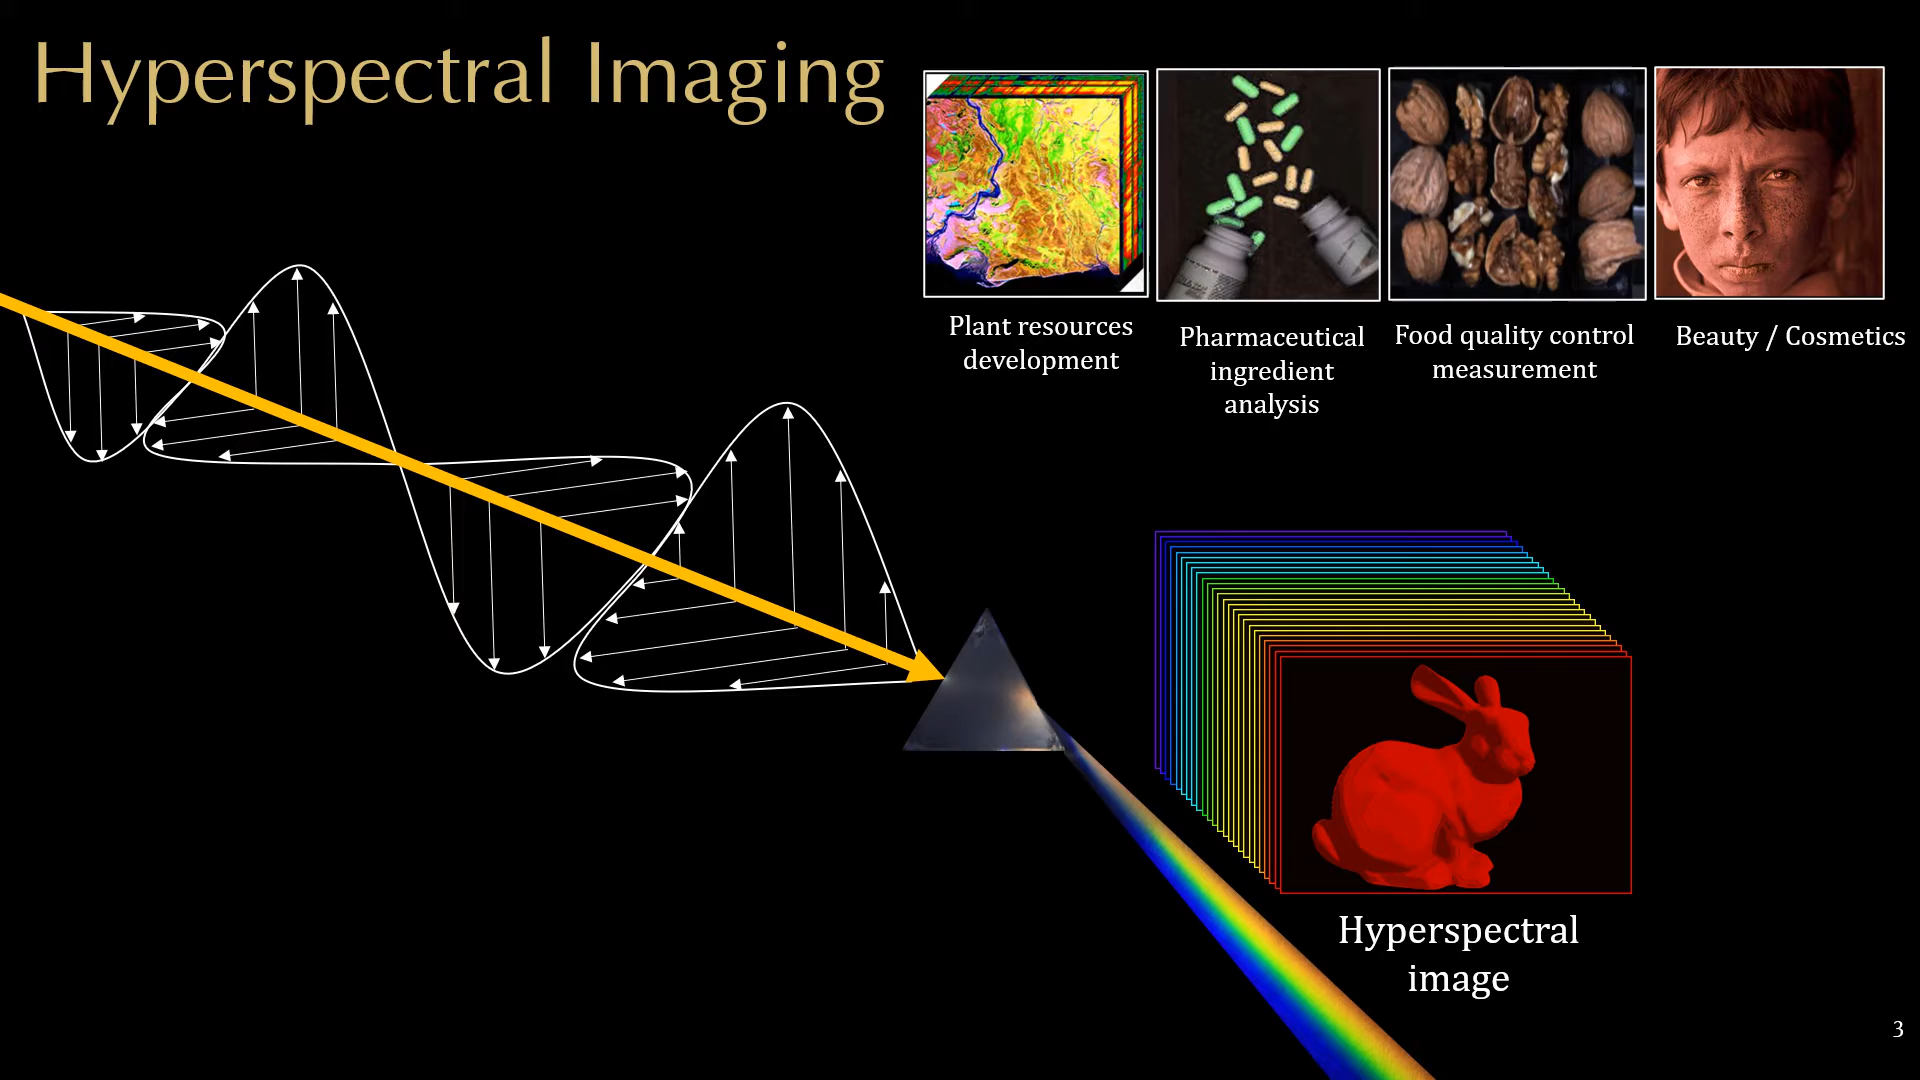 Hyperspectral Imaging
Plant resources
development
Pharmaceutical
ingredient
analysis
Food quality control
measurement
Beauty / Cosmetics
Hyperspectral
image
3